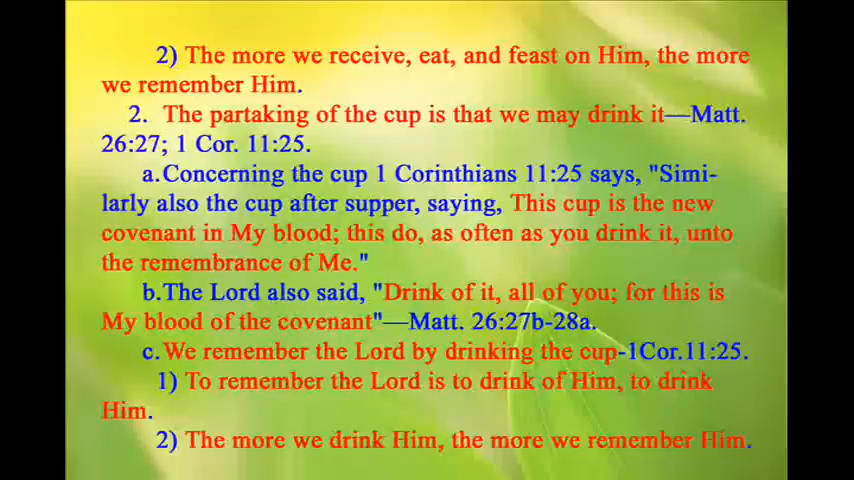 2) The more we receive, eat, and feast on Him, the more
we remember Him.
2. The partaking of the cup is that we may drink it—Matt.
26:27; 1 Cor. 11:25.
a.Concerning the cup 1 Corinthians 11:25 says, "Simi-
larly also the cup after supper, saying, This cup is the new
covenant in My blood; this do, as often as you drink it, unto
the remembrance of Me."
b.The Lord also said, "Drink of it, all of you; for this is
My blood of the covenant"—Matt. 26:27b-28a.
c.We remember the Lord by drinking the cup-1Cor.11:25.
1) To remember the Lord is to drink of Him, to drink
Him.
2) The more we drink Him, the more we remember Him.